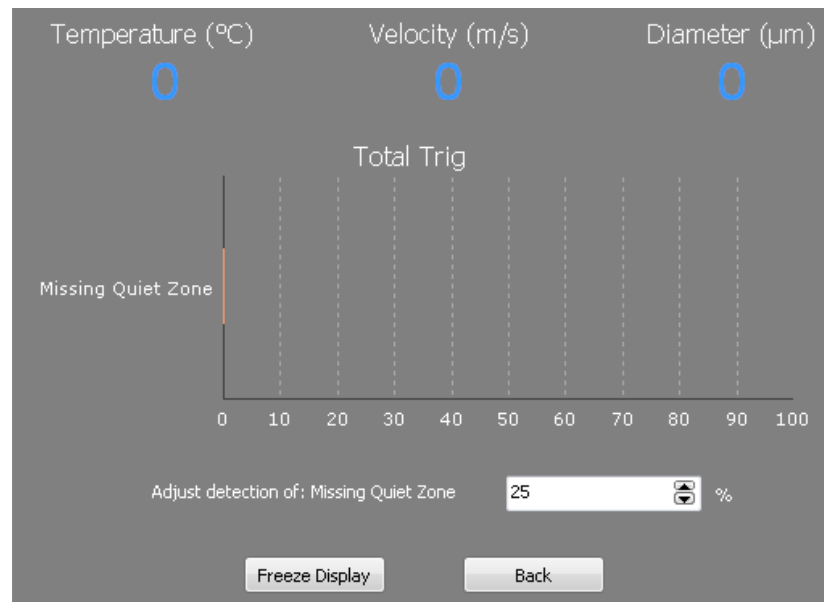 Temperature (ºC) Velocity (m/s) Diameter (µm)
0 0 0
Total Trig
Missing Quiet Zone
0 10 20 30 40 50 60 70 80 90 100
Adjust detection of: Missing Quiet Zone 25 %
Freeze Display Back